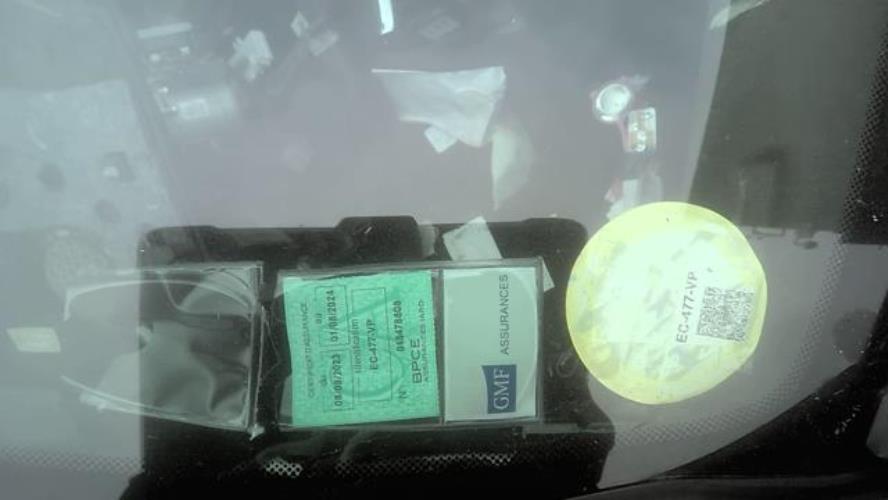 CERTIFICAT D'ASSURANCE
du au
08/08/2023 01/08/2024
Identification
EC-477-VP
N°
BPCE
ASSURANCES IARD
GMF ASSURANCES
EC-477-VP